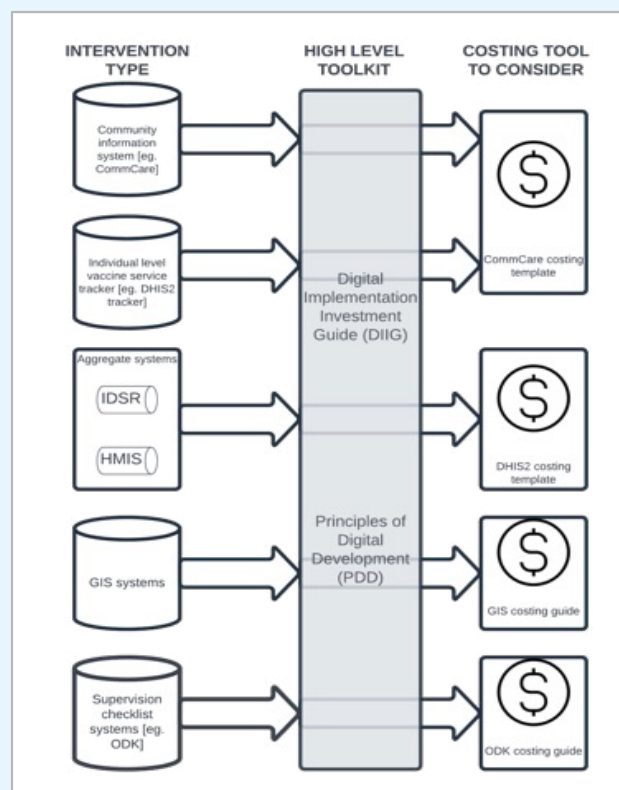 INTERVENTION
TYPE
HIGH LEVEL
TOOLKIT
COSTING TOOL
TO CONSIDER
Community
information
system [eg.
CommCare]
Individual level
vaccine service
tracker [eg. DHIS2
tracker]
Aggregate systems
IDSR
HMIS
GIS systems
Supervision
checklist
systems [eg.
ODK]
Digital
Implementation
Investment
Guide (DIIG)
Principles of
Digital
Development
(PDD)
$
CommCare costing
template
$
DHIS2 costing
template
$
GIS costing guide
$
ODK costing guide